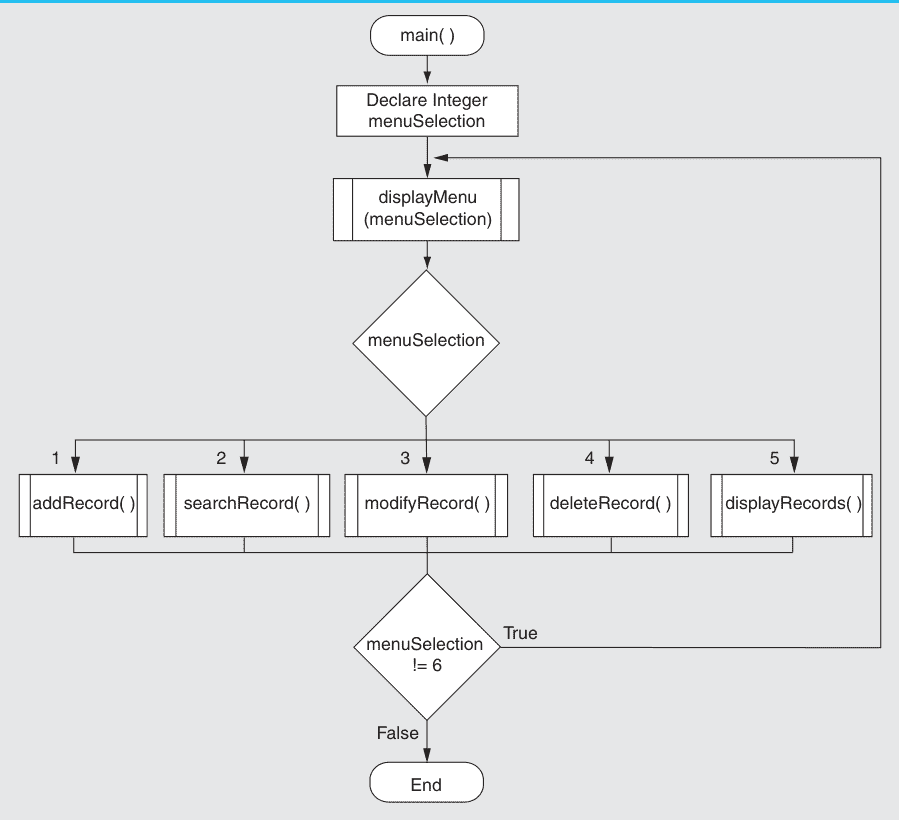 main( )
Declare Integer
menuSelection
displayMenu
(menuSelection)
menuSelection
1
2
3
4
5
addRecord( )
searchRecord( )
modifyRecord( )
deleteRecord( )
displayRecords( )
menuSelection
!= 6
True
False
End